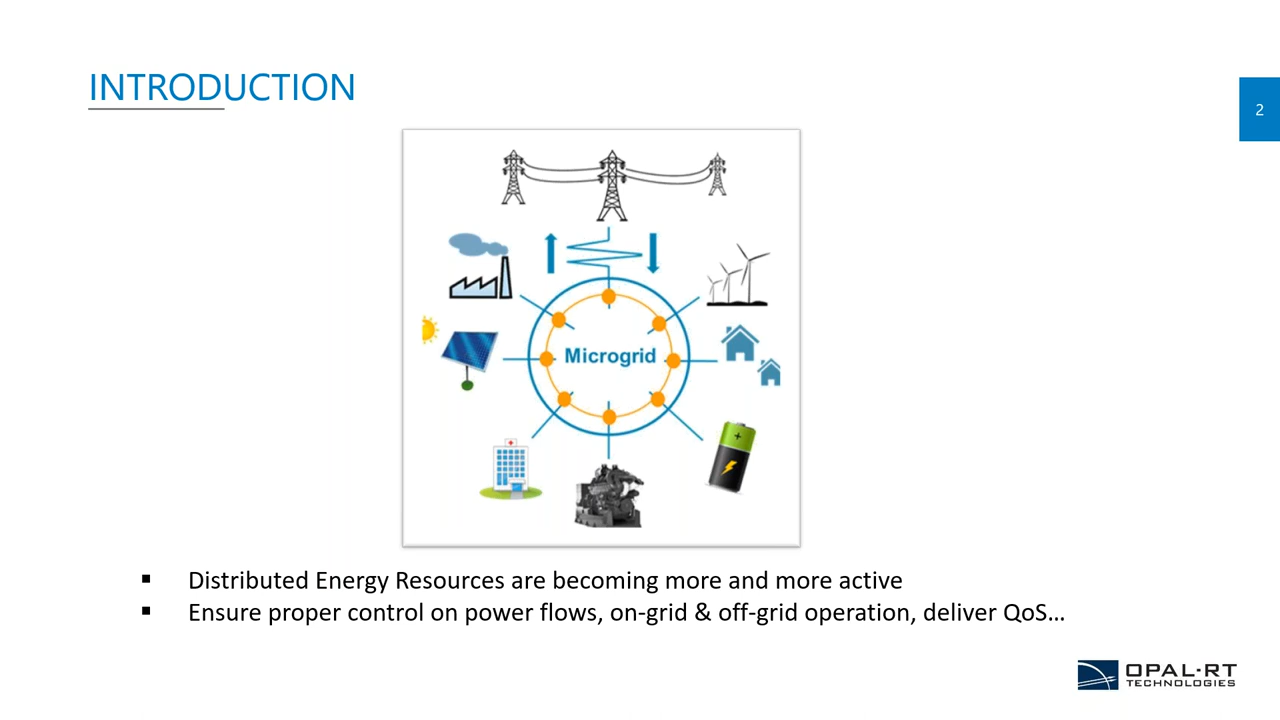 INTRODUCTION
2
Microgrid
+
▪ Distributed Energy Resources are becoming more and more active
▪ Ensure proper control on power flows, on-grid & off-grid operation, deliver QoS…
OPAL-RT
TECHNOLOGIES